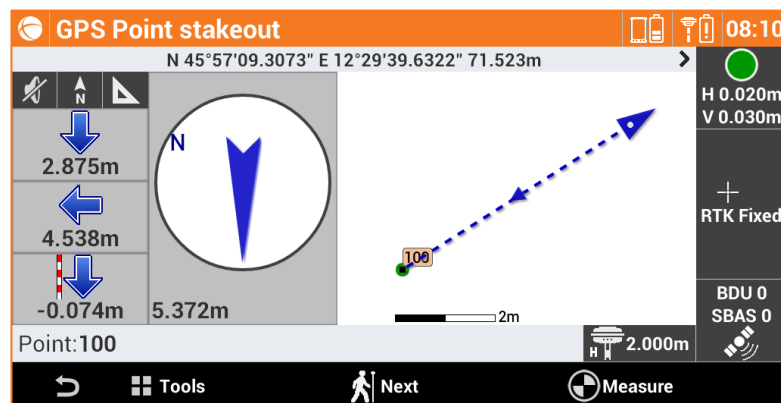 GPS Point stakeout
08:10
N 45°57'09.3073" E 12°29'39.6322" 71.523m
N
2.875m
4.538m
-0.074m
N
5.372m
100
2m
H 0.020m
V 0.030m
RTK Fixed
BDU 0
SBAS 0
Point:100
H
2.000m
Tools
Next
Measure